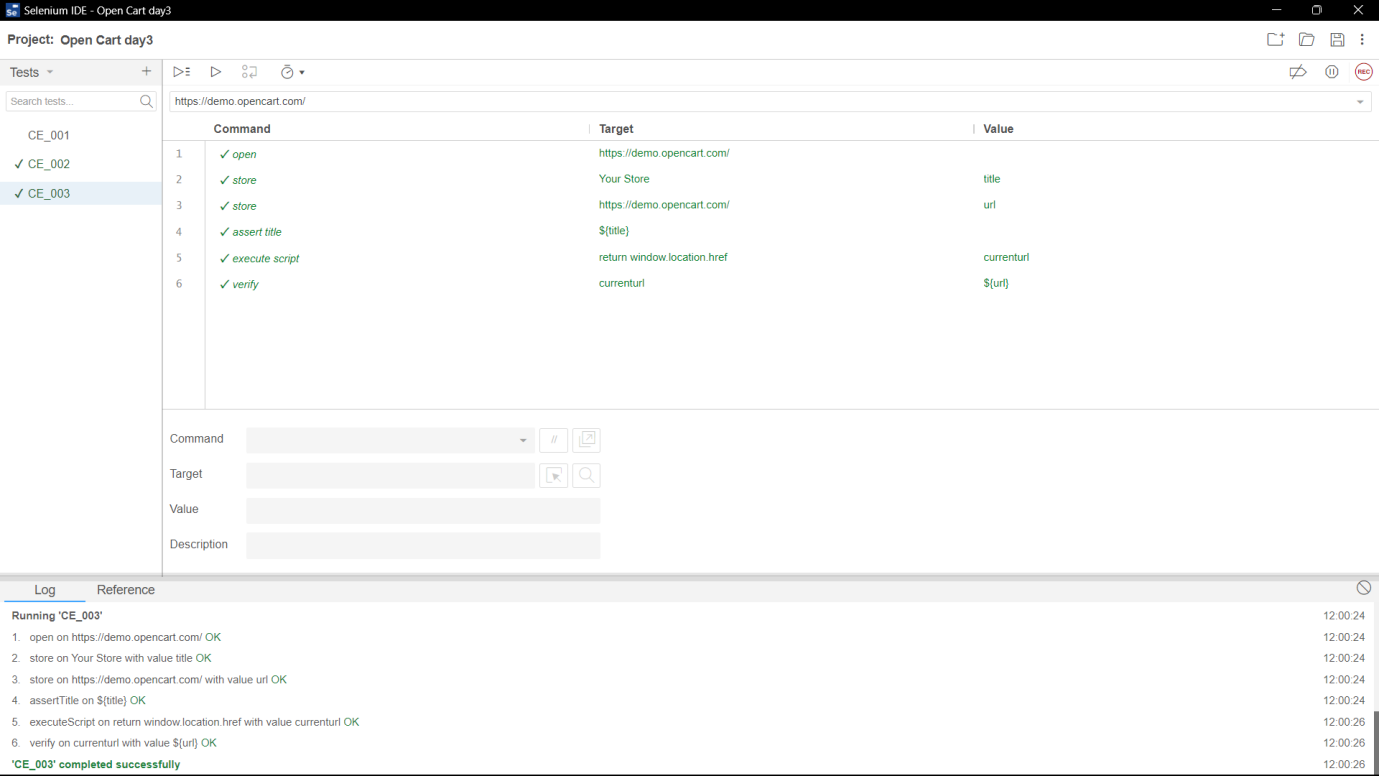 Se Selenium IDE - Open Cart day3
Project: Open Cart day3
Tests
Search tests...
CE_001
✓ CE_002
✓ CE_003
REC
https://demo.opencart.com/
Command Target Value
1 ✓ open https://demo.opencart.com/
2 ✓ store Your Store title
3 ✓ store https://demo.opencart.com/ url
4 ✓ assert title ${title}
5 ✓ execute script return window.location.href currenturl
6 ✓ verify currenturl ${url}
Command //
Target
Value
Description
Log Reference
Running 'CE_003' 12:00:24
1. open on https://demo.opencart.com/ OK 12:00:24
2. store on Your Store with value title OK 12:00:24
3. store on https://demo.opencart.com/ with value url OK 12:00:24
4. assertTitle on ${title} OK 12:00:24
5. executeScript on return window.location.href with value currenturl OK 12:00:26
6. verify on currenturl with value ${url} OK 12:00:26
'CE_003' completed successfully 12:00:26